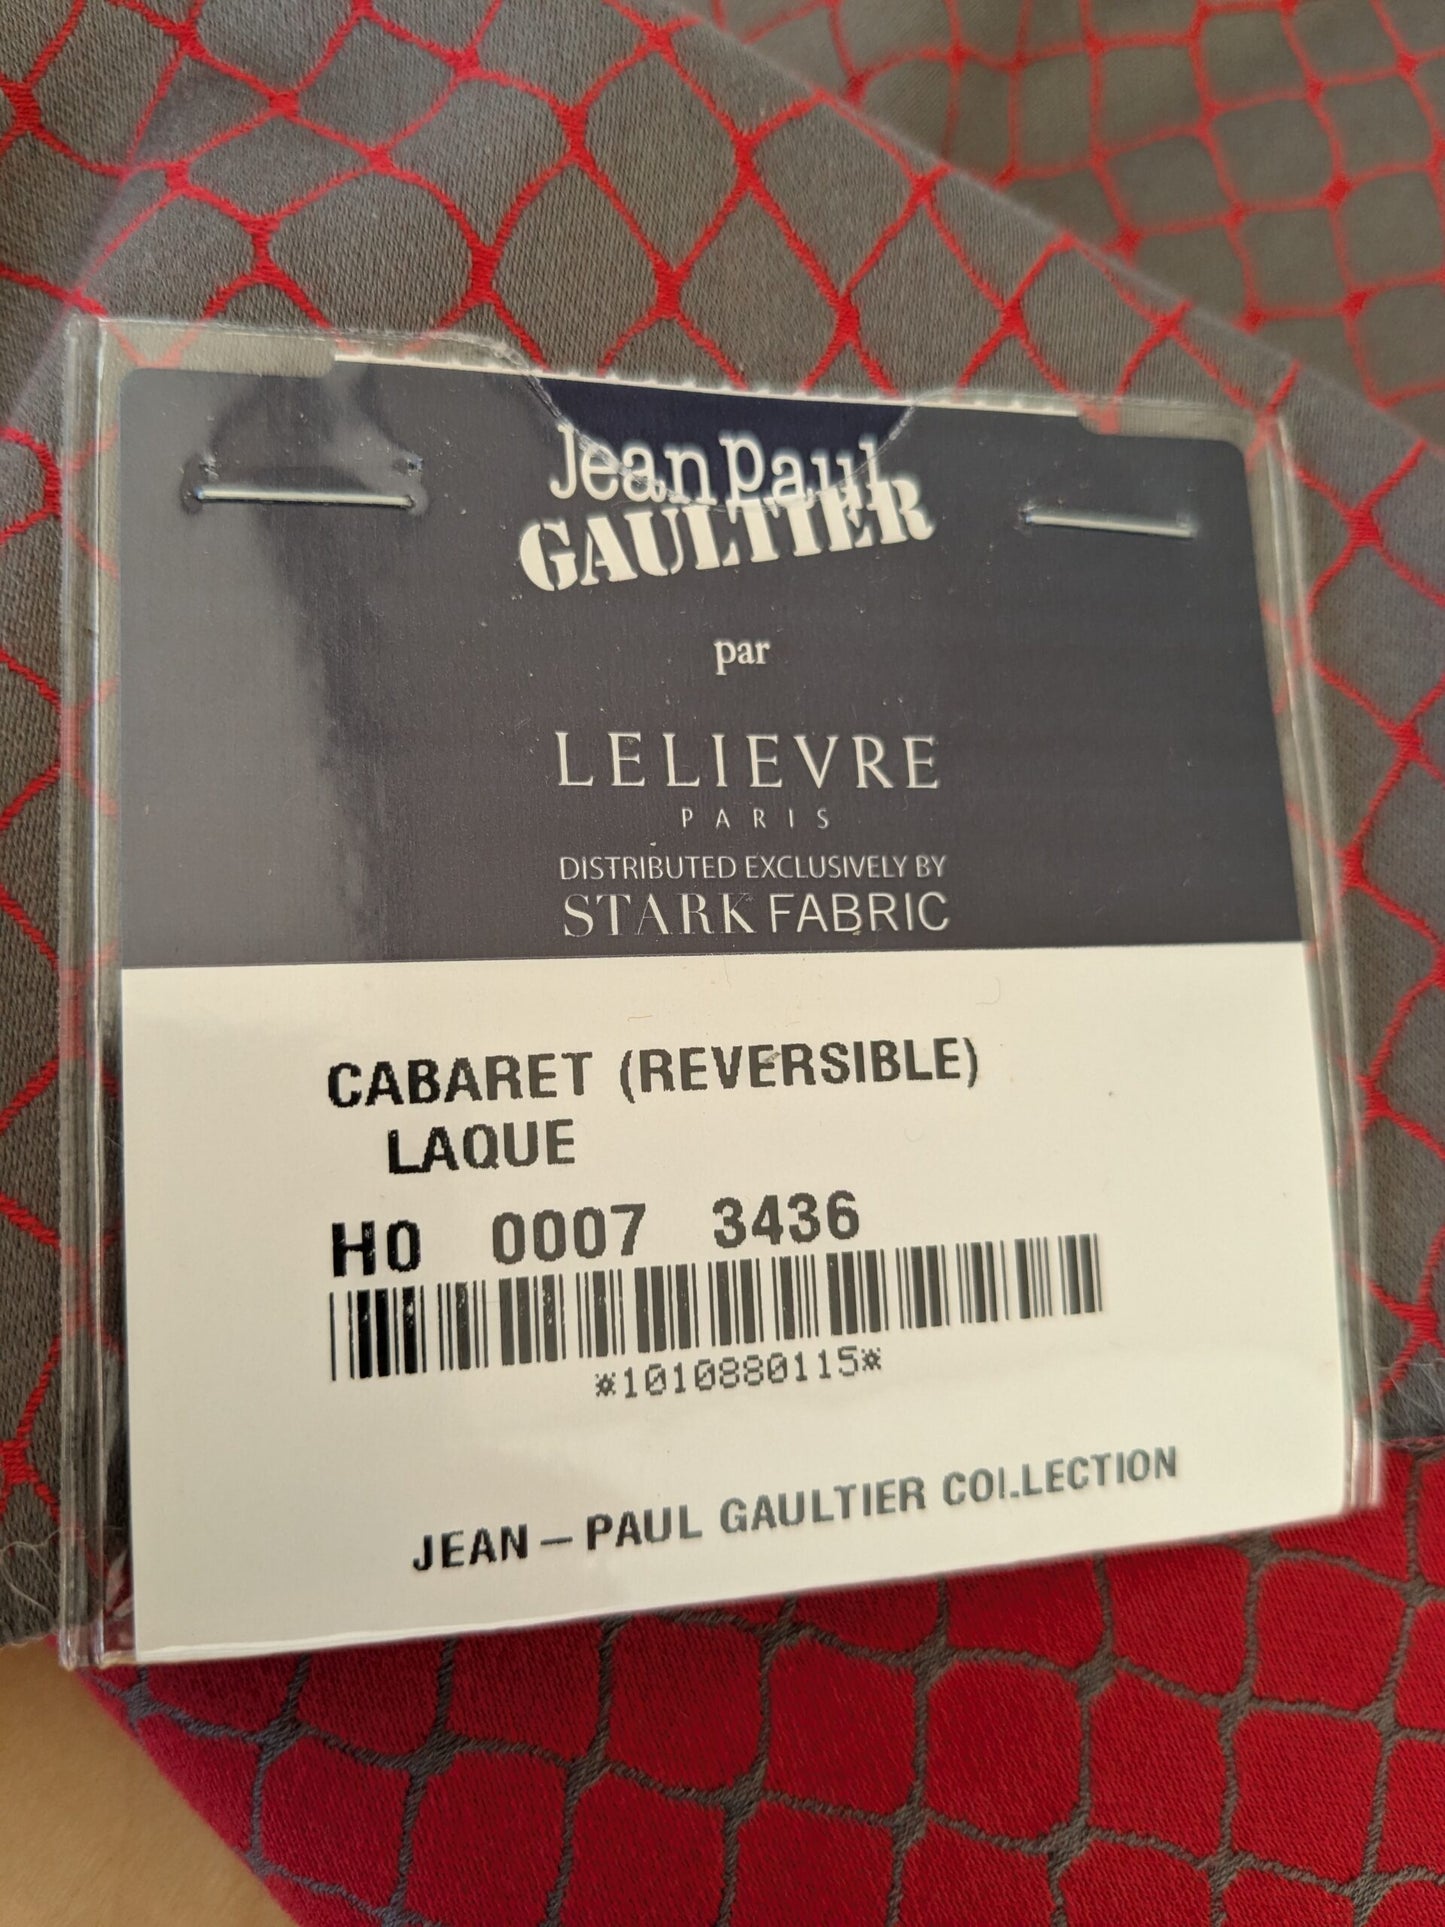 Jean Paul
GAULTIER
par
LELIEVRE
PARIS
DISTRIBUTED EXCLUSIVELY BY
STARK FABRIC
CABARET (REVERSIBLE)
LAQUE
H0 0007 3436
*1010880115*
JEAN-PAUL GAULTIER COLLECTION